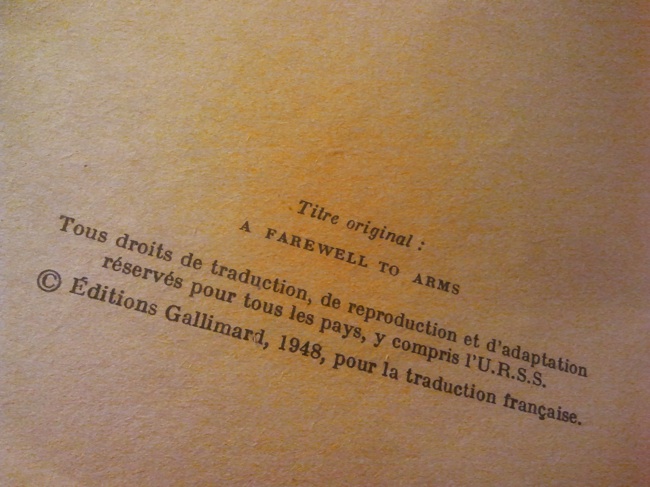 Titre original :
A FAREWELL TO ARMS
Tous droits de traduction, de reproduction et d'adaptation
réservés pour tous les pays, y compris l'U.R.S.S.
© Éditions Gallimard, 1948, pour la traduction française.